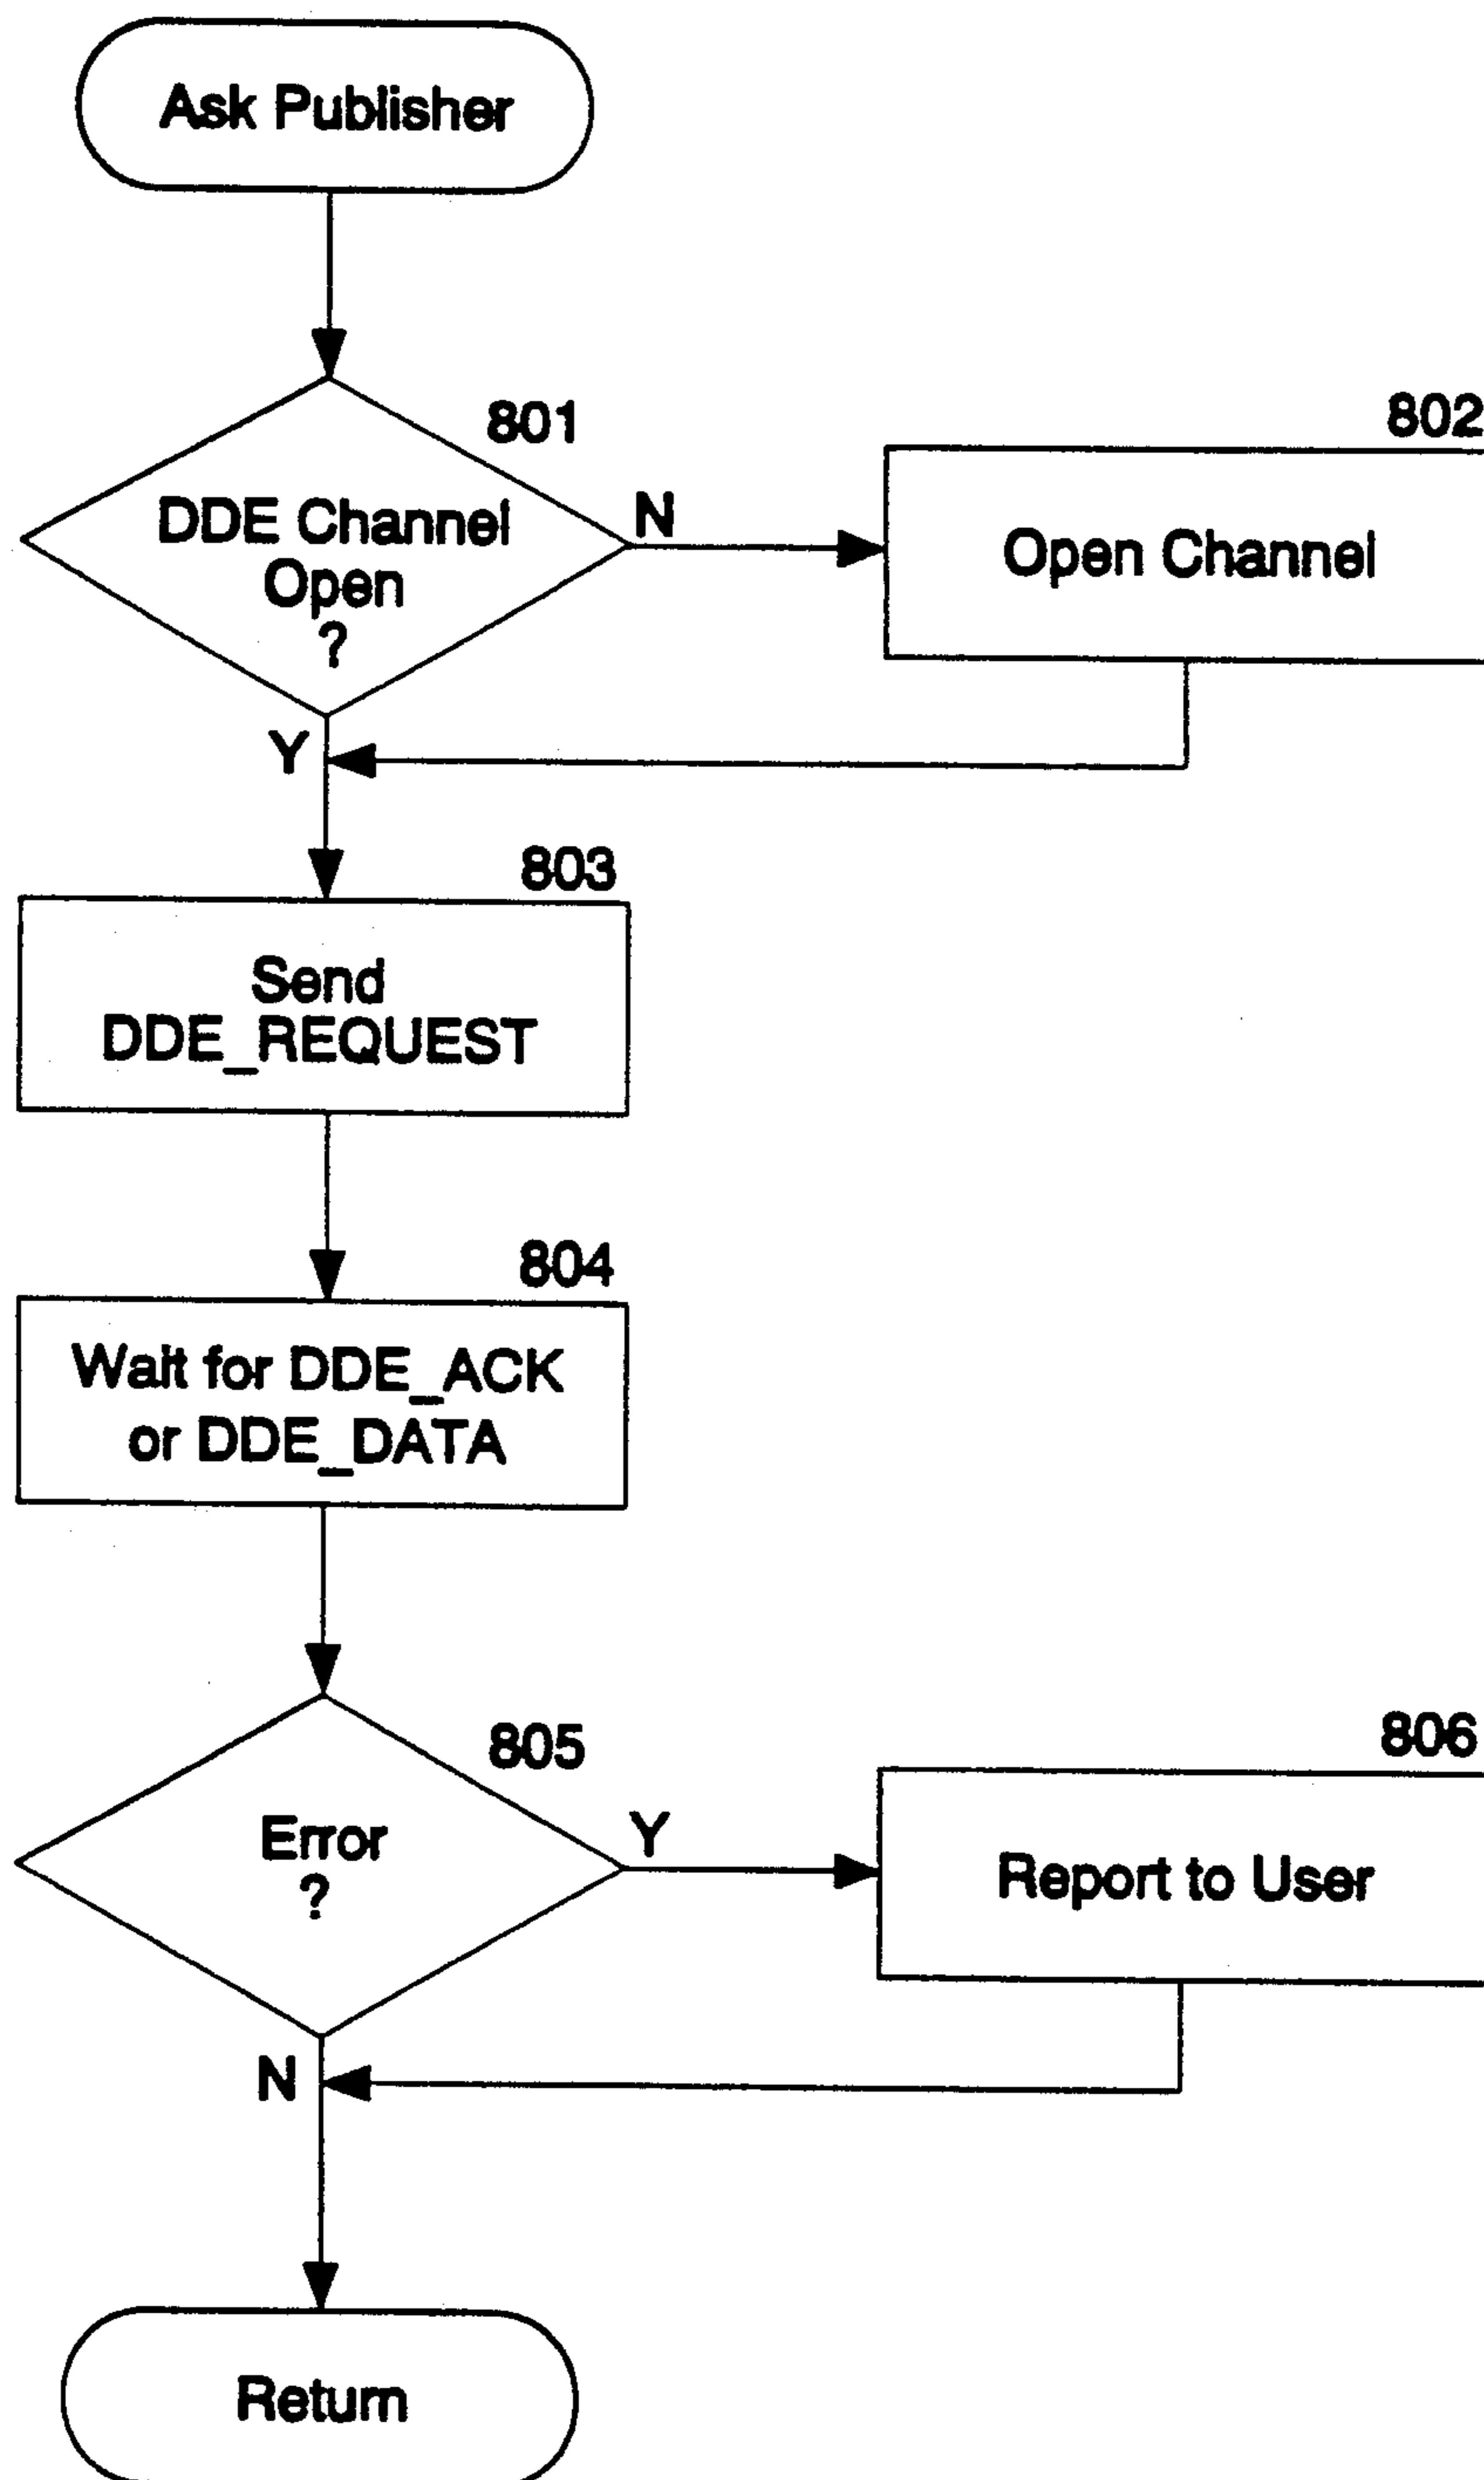 Ask Publisher
801
DDE Channel
Open
?
N
802
Open Channel
Y
803
Send
DDE_REQUEST
804
Wait for DDE_ACK
or DDE_DATA
805
Error
?
Y
806
Report to User
N
Return